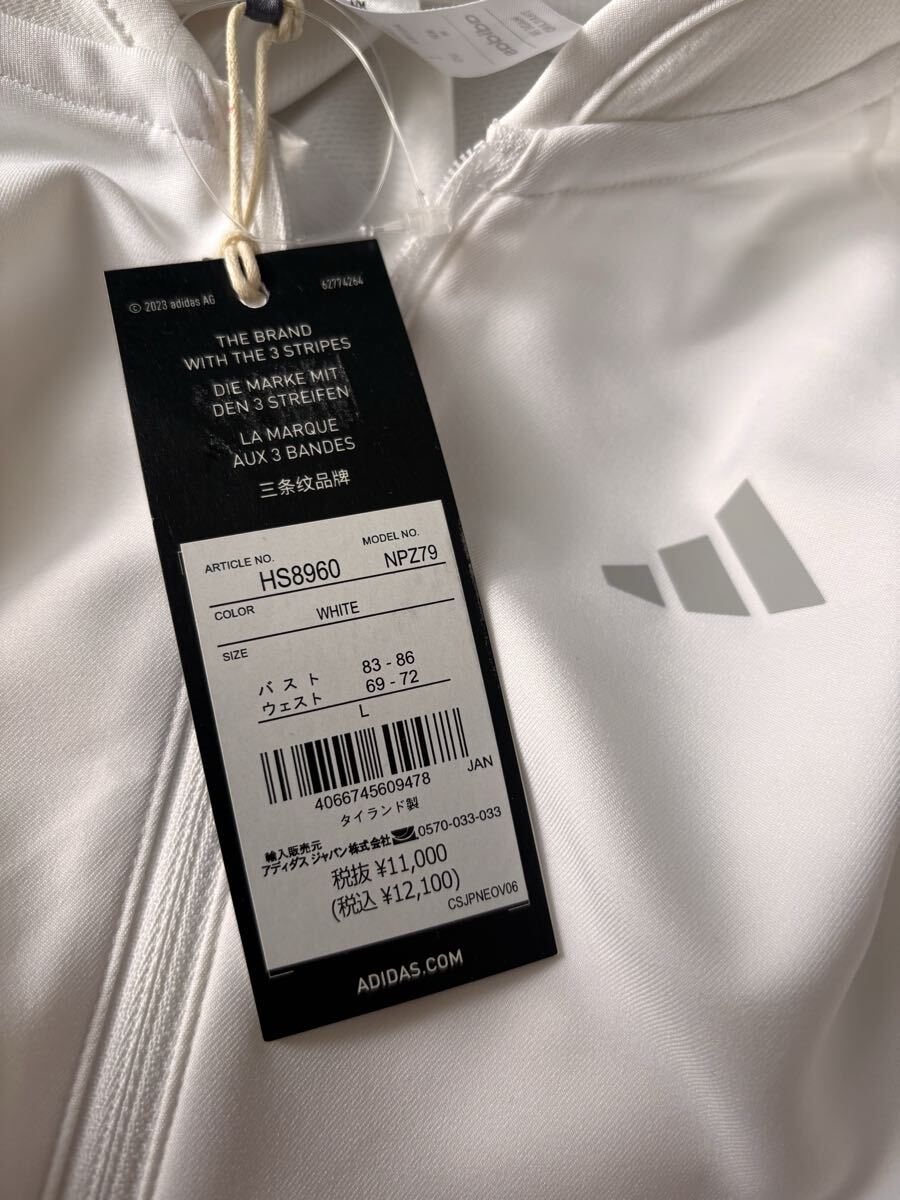 adidas
© 2023 adidas AG
62774264
THE BRAND
WITH THE 3 STRIPES
DIE MARKE MIT
DEN 3 STREIFEN
LA MARQUE
AUX 3 BANDES
三条纹品牌
ARTICLE NO.
HS8960
MODEL NO.
NPZ79
COLOR
WHITE
SIZE
バスト 83 - 86
ウェスト 69 - 72
L
4066745609478
JAN
タイランド製
輸入販売元
アディダス ジャパン株式会社 0570-033-033
税抜 ¥11,000
(税込 ¥12,100)
CSJPNEOV06
ADIDAS.COM